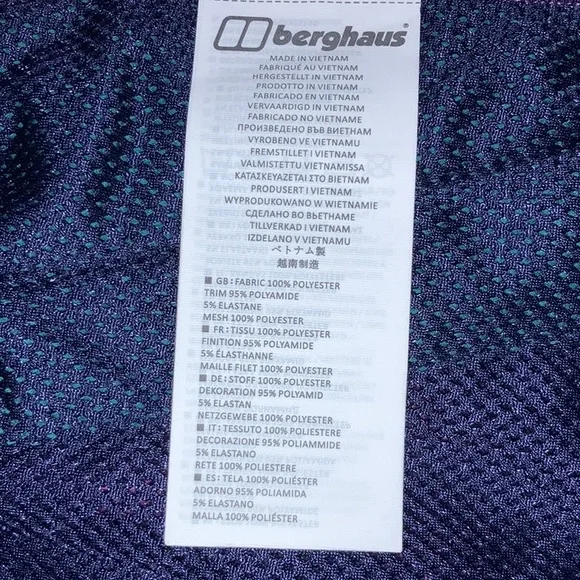 berghaus
MADE IN VIETNAM
FABRIQUÉ AU VIETNAM
HERGESTELLT IN VIETNAM
PRODOTTO IN VIETNAM
FABRICADO EN VIETNAM
VERVAARDIGD IN VIETNAM
FABRICADO NO VIETNAME
ПРОИЗВЕДЕНО ВЪВ ВИЕТНАМ
VYROBENO VE VIETNAMU
FREMSTILLET I VIETNAM
VALMISTETTU VIETNAMISSA
ΚΑΤΑΣΚΕΥΑΖΕΤΑΙ ΣΤΟ ΒΙΕΤΝΑΜ
PRODUSERT I VIETNAM
WYPRODUKOWANO W WIETNAMIE
СДЕЛАНО ВО ВЬЕТНАМЕ
TILLVERKAD I VIETNAM
IZDELANO V VIETNAMU
ベトナム製
越南制造
■ GB: FABRIC 100% POLYESTER
TRIM 95% POLYAMIDE
5% ELASTANE
MESH 100% POLYESTER
■ FR: TISSU 100% POLYESTER
FINITION 95% POLYAMIDE
5% ÉLASTHANNE
MAILLE FILET 100% POLYESTER
■ DE: STOFF 100% POLYESTER
DEKORATION 95% POLYAMID
5% ELASTAN
NETZGEWEBE 100% POLYESTER
■ IT: TESSUTO 100% POLIESTERE
DECORAZIONE 95% POLIAMMIDE
5% ELASTANO
RETE 100% POLIESTERE
■ ES: TELA 100% POLIÉSTER
ADORNO 95% POLIAMIDA
5% ELASTANO
MALLA 100% POLIÉSTER